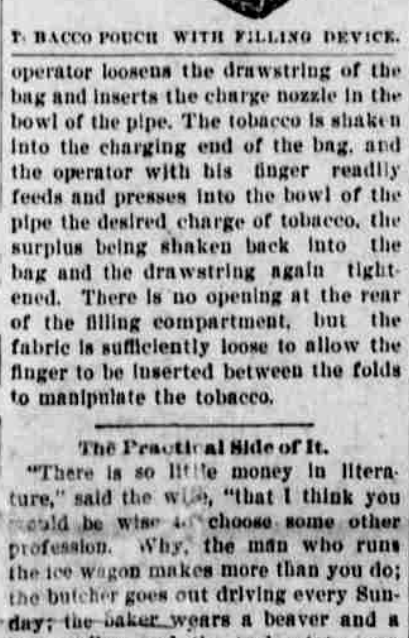 T BACCO POUCH WITH FILLING DEVICE.
operator loosens the drawstring of the
bag and inserts the charge nozzle in the
bowl of the pipe. The tobacco is shaken
into the charging end of the bag, and
the operator with his finger readily
feeds and presses into the bowl of the
pipe the desired charge of tobacco, the
surplus being shaken back into the
bag and the drawstring again tight-
ened. There is no opening at the rear
of the filling compartment, but the
fabric is sufficiently loose to allow the
finger to be inserted between the folds
to manipulate the tobacco.
The Practical Side of It.
"There is so little money in litera-
ture," said the wife, "that I think you
would be wise to choose some other
profession. Why, the man who runs
the ice wagon makes more than you do;
the butcher goes out driving every Sun-
day; the baker wears a beaver and a